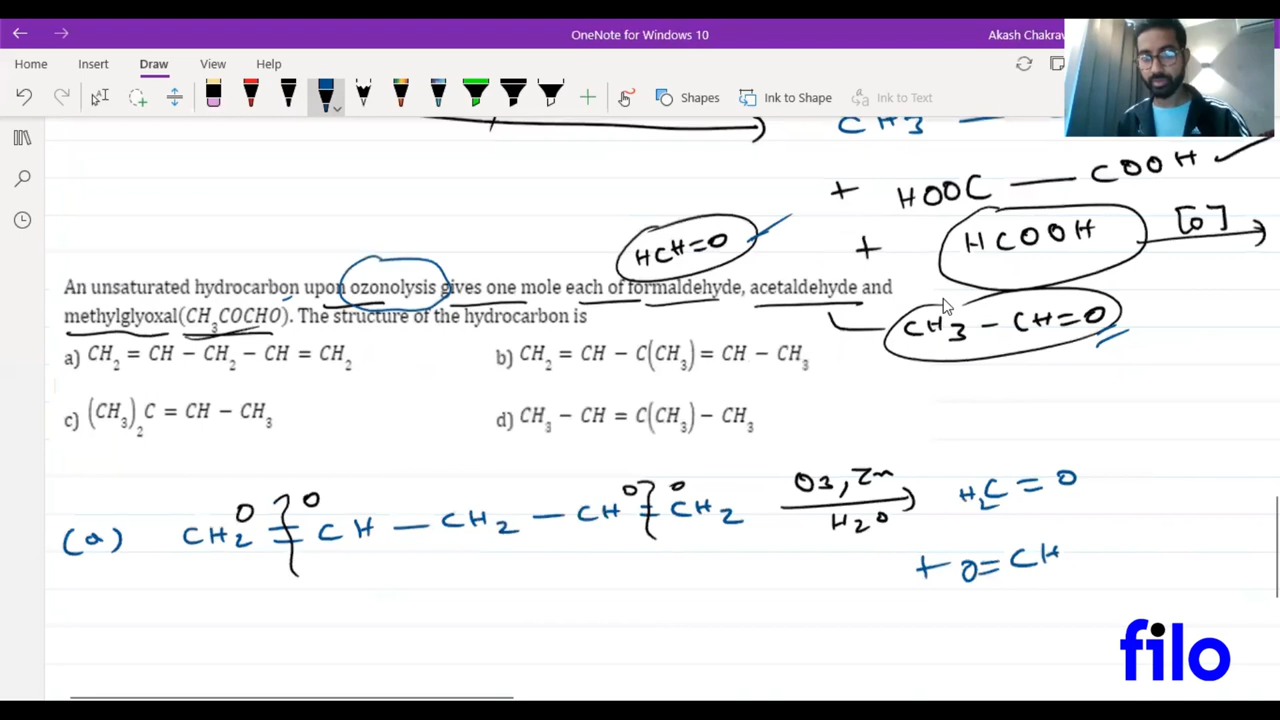 OneNote for Windows 10
Akash Chakrav
Home Insert Draw View Help
Shapes Ink to Shape Ink to Text
CH3 —
+ HOOC — COOH
HCH=O + HCOOH [O]
An unsaturated hydrocarbon upon ozonolysis gives one mole each of formaldehyde, acetaldehyde and
methylglyoxal(CH₃COCHO). The structure of the hydrocarbon is
CH3 – CH=O
a) CH₂ = CH − CH₂ − CH = CH₂ b) CH₂ = CH − C(CH₃) = CH − CH₃
c) (CH₃)₂C = CH − CH₃ d) CH₃ − CH = C(CH₃) − CH₃
(a) CH2 O = O CH — CH2 — CH O = O CH2 O3, Zn H2O H2C = O
+ O= CH
filo